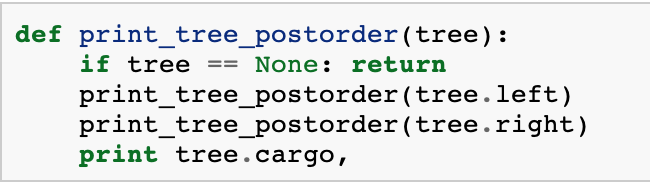 def print_tree_postorder(tree):
    if tree == None: return
    print_tree_postorder(tree.left)
    print_tree_postorder(tree.right)
    print tree.cargo,